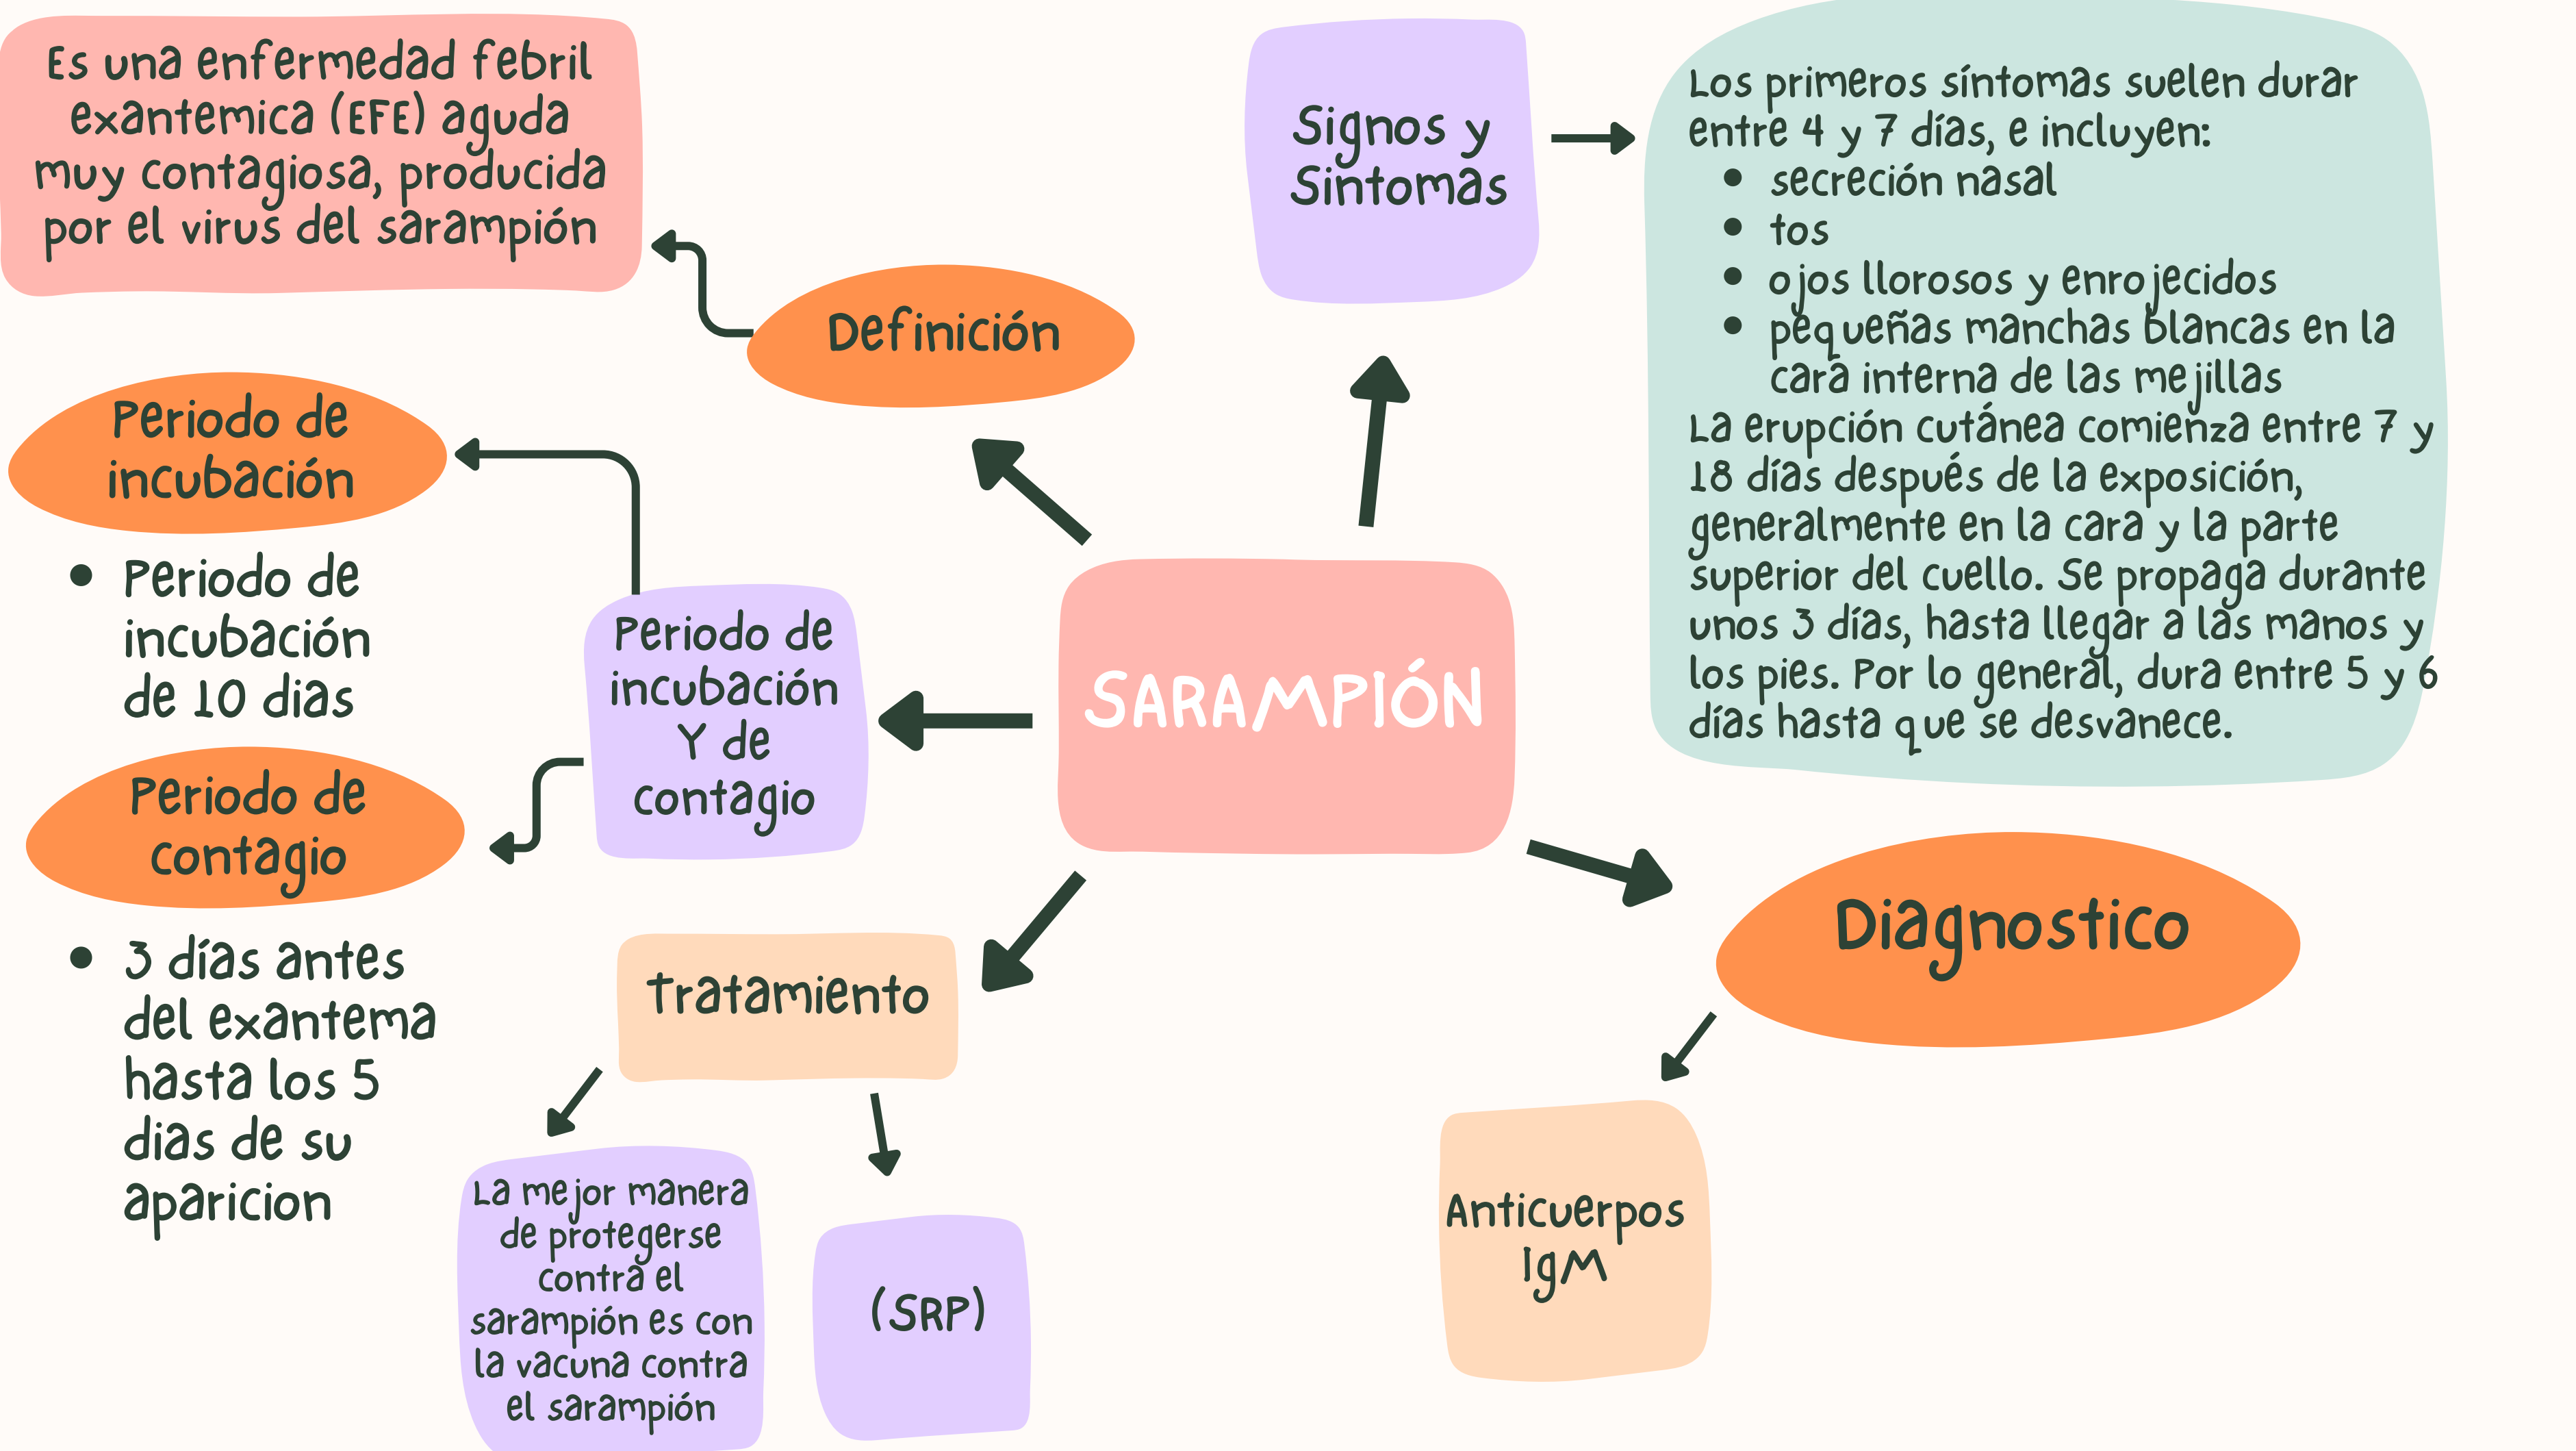 Es una enfermedad febril
exantemica (EFE) aguda
muy contagiosa, producida
por el virus del sarampión
Definición
Signos y
Sintomas
Los primeros síntomas suelen durar
entre 4 y 7 días, e incluyen:
• secreción nasal
• tos
• ojos llorosos y enrojecidos
• pequeñas manchas blancas en la
cara interna de las mejillas
La erupción cutánea comienza entre 7 y
18 días después de la exposición,
generalmente en la cara y la parte
superior del cuello. Se propaga durante
unos 3 días, hasta llegar a las manos y
los pies. Por lo general, dura entre 5 y 6
días hasta que se desvanece.
Periodo de
incubación
• Periodo de
incubación
de 10 dias
Periodo de
incubación
Y de
contagio
SARAMPIÓN
Periodo de
contagio
• 3 días antes
del exantema
hasta los 5
dias de su
aparicion
Tratamiento
La mejor manera
de protegerse
contra el
sarampión es con
la vacuna contra
el sarampión
(SRP)
Diagnostico
Anticuerpos
IgM